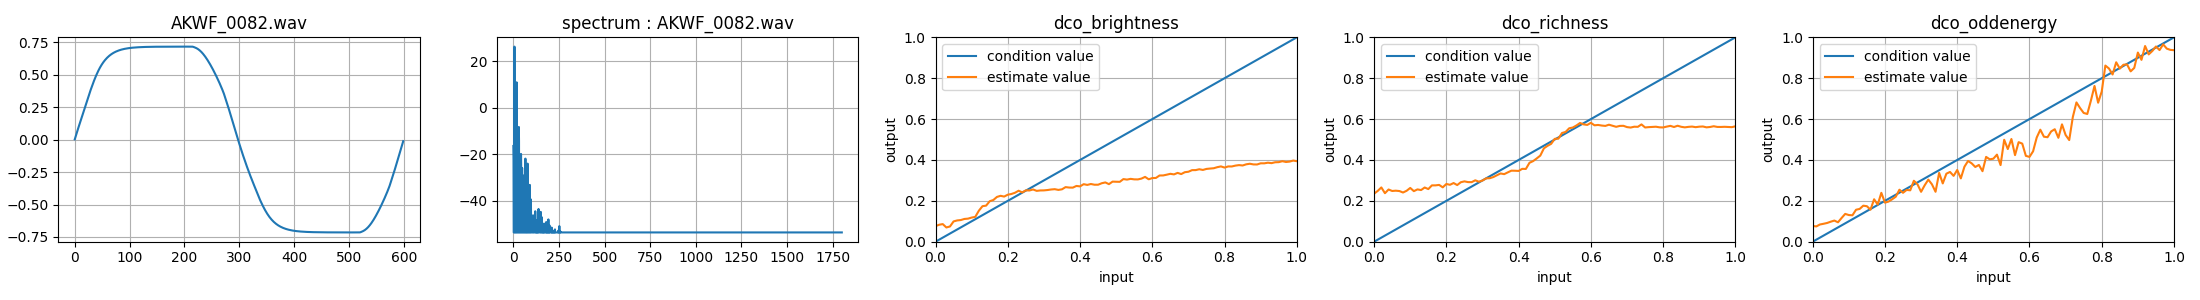 AKWF_0082.wav
0.75
0.50
0.25
0.00
−0.25
−0.50
−0.75
0 100 200 300 400 500 600
spectrum : AKWF_0082.wav
20
0
−20
−40
0 250 500 750 1000 1250 1500 1750
dco_brightness
condition value
estimate value
output
1.0
0.8
0.6
0.4
0.2
0.0
0.0 0.2 0.4 0.6 0.8 1.0
input
dco_richness
condition value
estimate value
output
1.0
0.8
0.6
0.4
0.2
0.0
0.0 0.2 0.4 0.6 0.8 1.0
input
dco_oddenergy
condition value
estimate value
output
1.0
0.8
0.6
0.4
0.2
0.0
0.0 0.2 0.4 0.6 0.8 1.0
input